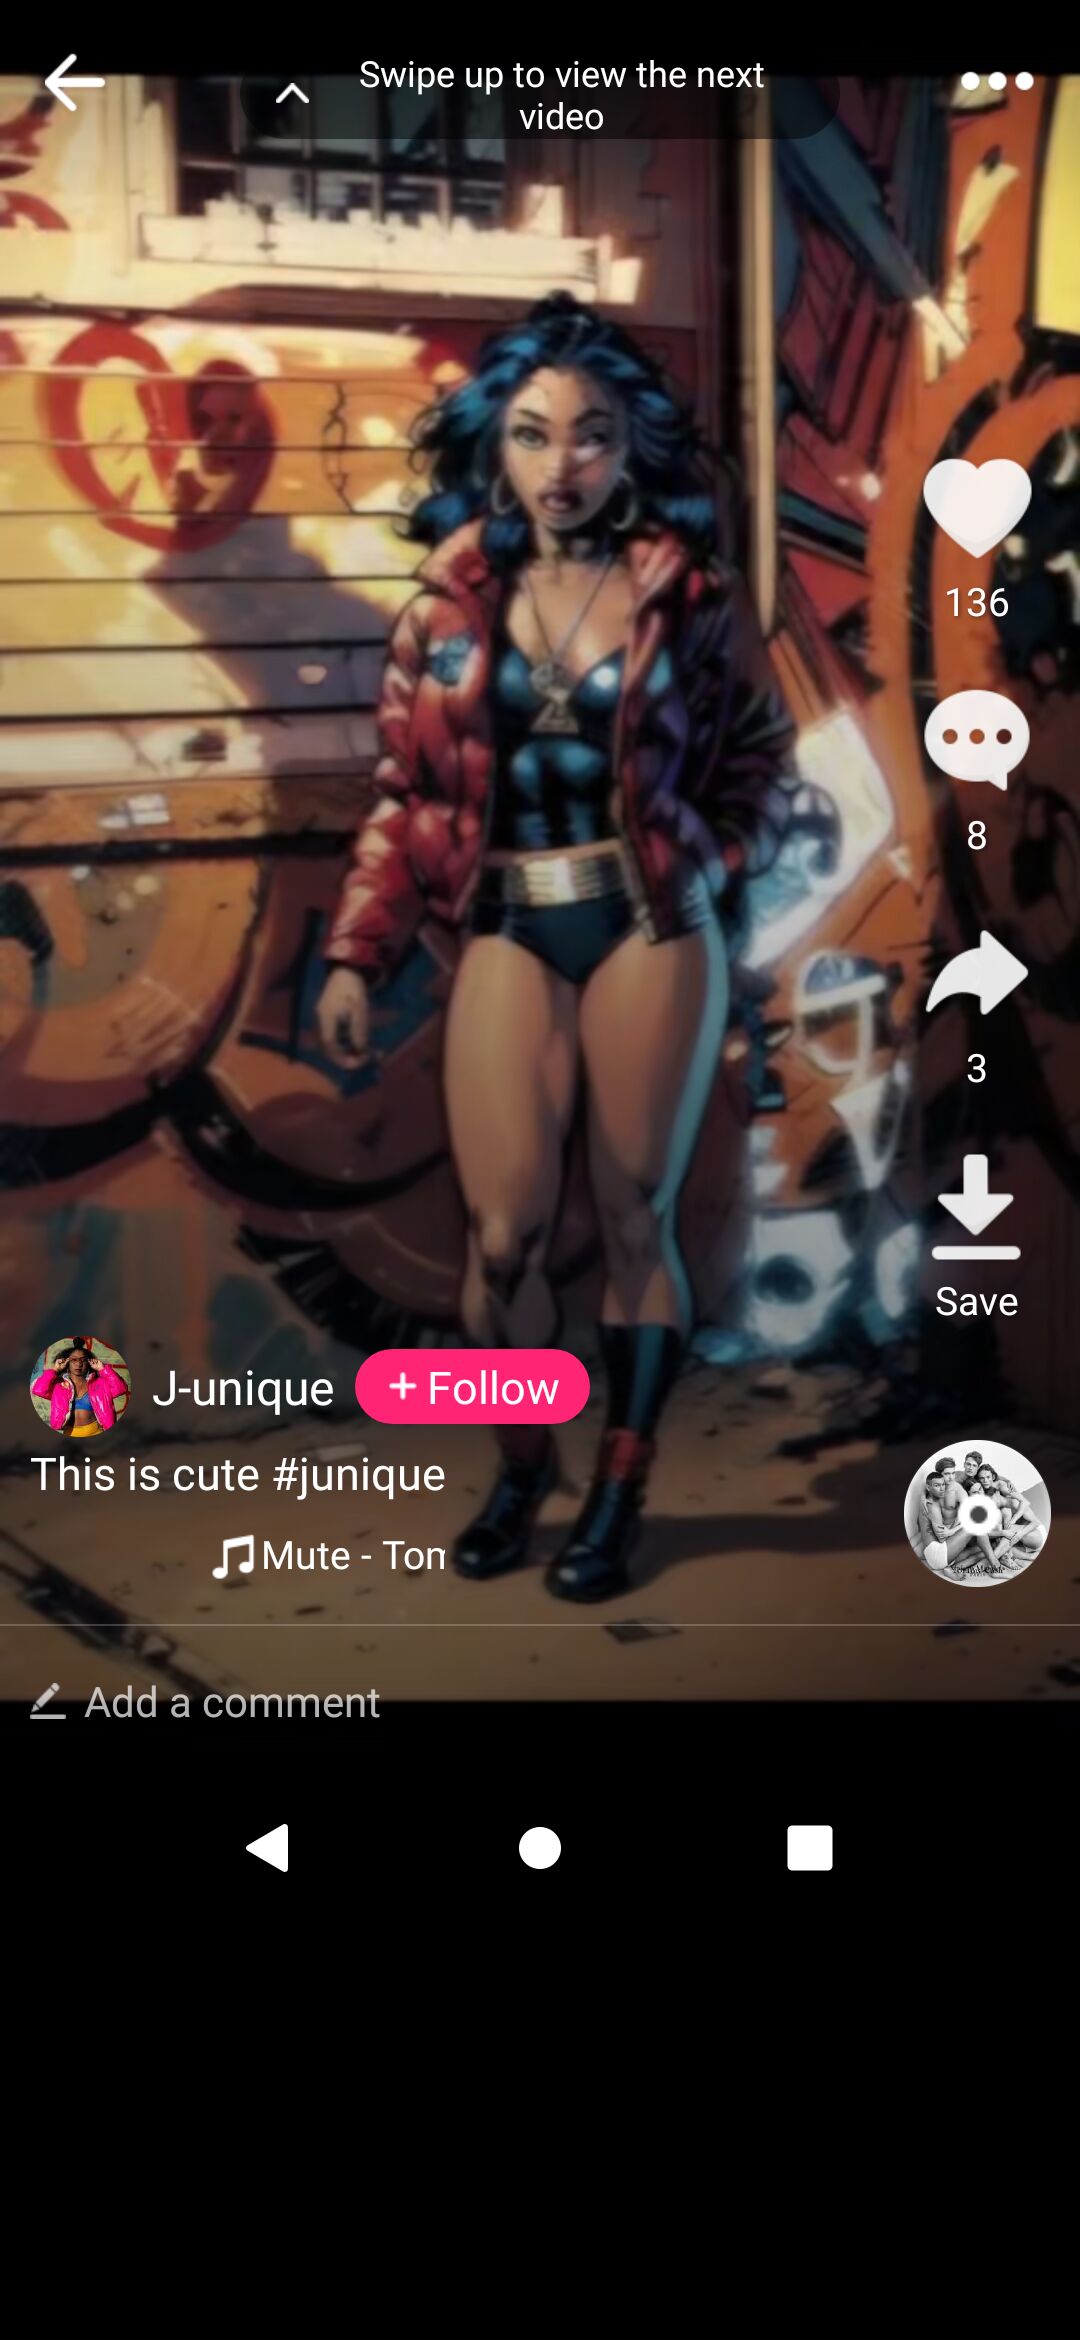 Swipe up to view the next
video
136
8
3
Save
J-unique
+ Follow
This is cute #junique
Mute - Ton
Add a comment